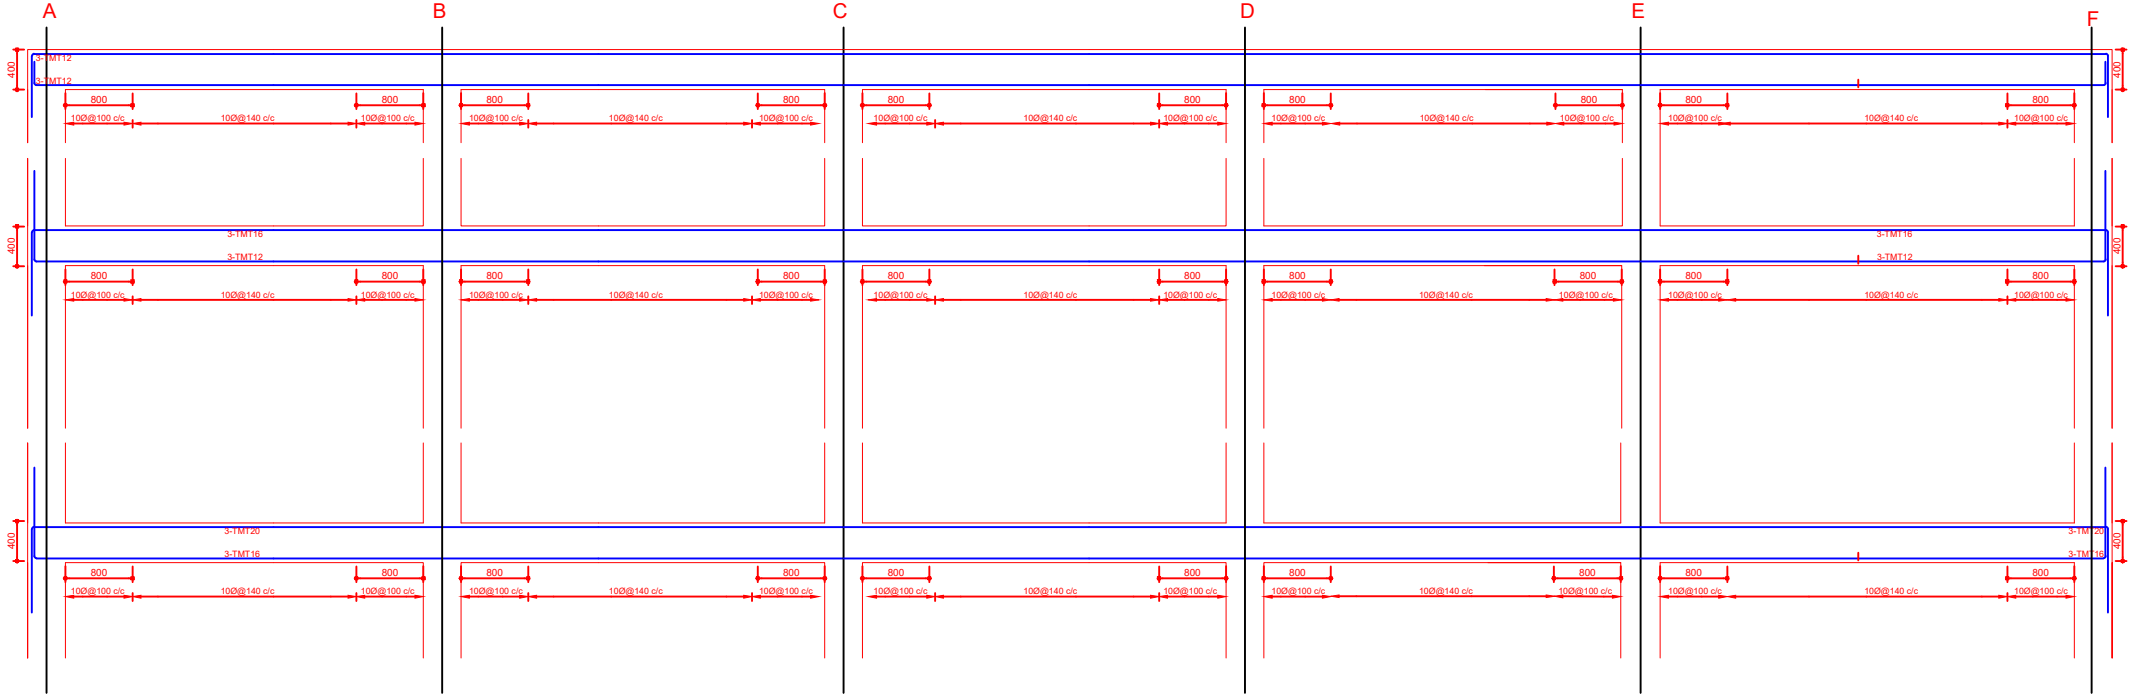 A B C D E F
3-TMT12
400 400
3-TMT12
800 800 800 800 800 800 800 800 800 800
10Ø@100 c/c 10Ø@140 c/c 10Ø@100 c/c 10Ø@100 c/c 10Ø@140 c/c 10Ø@100 c/c 10Ø@100 c/c 10Ø@140 c/c 10Ø@100 c/c 10Ø@100 c/c 10Ø@140 c/c 10Ø@100 c/c 10Ø@100 c/c 10Ø@140 c/c 10Ø@100 c/c
3-TMT16 3-TMT16
400 400
3-TMT12 3-TMT12
800 800 800 800 800 800 800 800 800 800
10Ø@100 c/c 10Ø@140 c/c 10Ø@100 c/c 10Ø@100 c/c 10Ø@140 c/c 10Ø@100 c/c 10Ø@100 c/c 10Ø@140 c/c 10Ø@100 c/c 10Ø@100 c/c 10Ø@140 c/c 10Ø@100 c/c 10Ø@100 c/c 10Ø@140 c/c 10Ø@100 c/c
3-TMT20 3-TMT20
400 400
3-TMT16 3-TMT16
800 800 800 800 800 800 800 800 800 800
10Ø@100 c/c 10Ø@140 c/c 10Ø@100 c/c 10Ø@100 c/c 10Ø@140 c/c 10Ø@100 c/c 10Ø@100 c/c 10Ø@140 c/c 10Ø@100 c/c 10Ø@100 c/c 10Ø@140 c/c 10Ø@100 c/c 10Ø@100 c/c 10Ø@140 c/c 10Ø@100 c/c